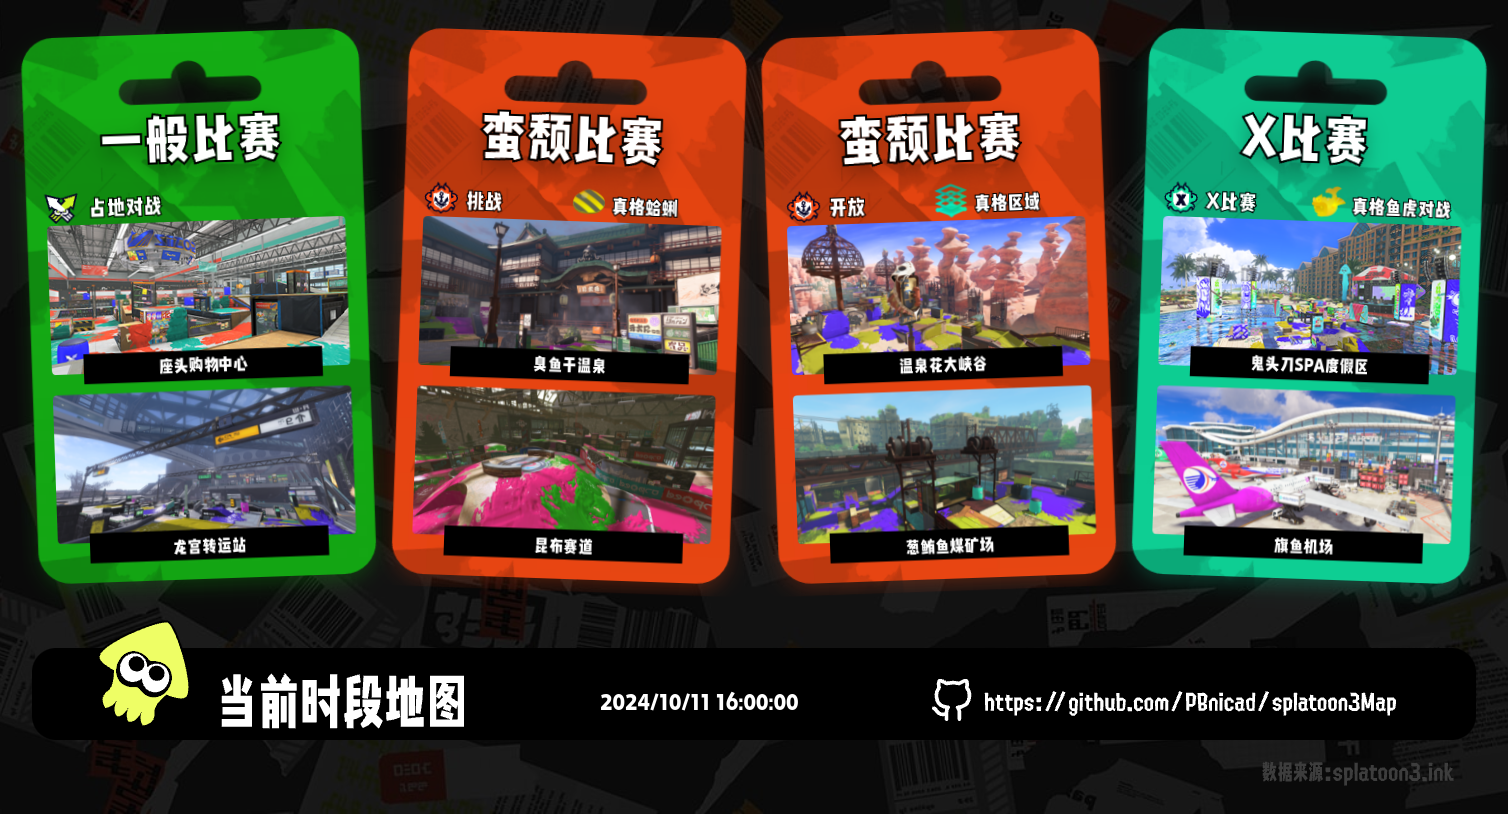 一般比赛
占地对战
座头购物中心
龙宫转运站
蛮颓比赛
挑战
真格蛤蜊
臭鱼干温泉
昆布赛道
蛮颓比赛
开放
真格区域
温泉花大峡谷
葱鲔鱼煤矿场
X比赛
X比赛
真格鱼虎对战
鬼头刀SPA度假区
旗鱼机场
当前时段地图
2024/10/11 16:00:00
https://github.com/PBnicad/splatoon3Map
数据来源:splatoon3.ink